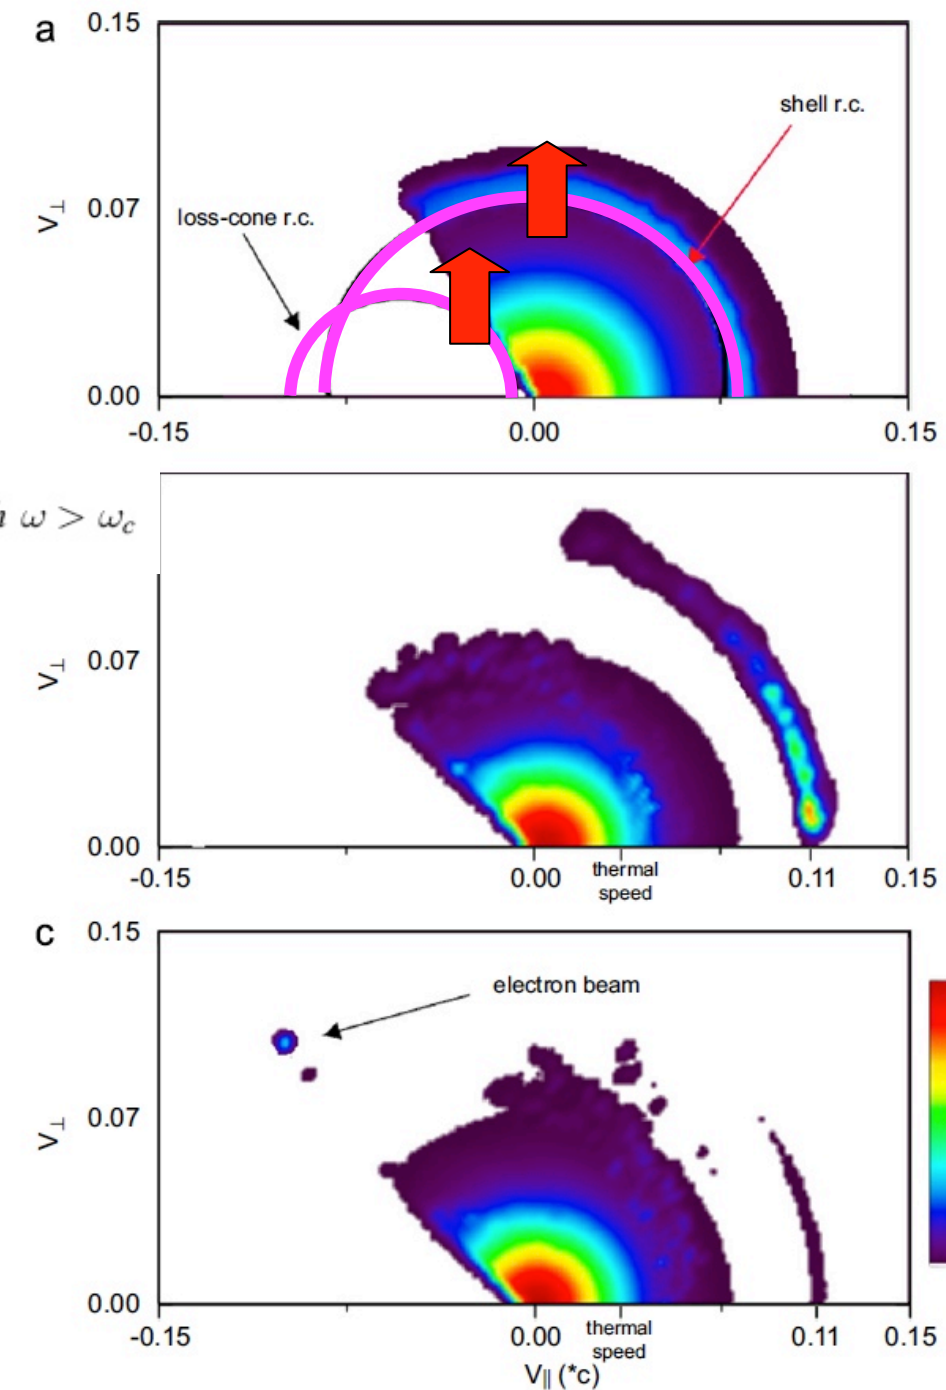 a
0.15
shell r.c.
V⊥
0.07
loss-cone r.c.
0.00
-0.15 0.00 0.15
ω > ω_c
V⊥
0.07
0.00
-0.15 0.00 thermal speed 0.11 0.15
c
0.15
electron beam
V⊥
0.07
0.00
-0.15 0.00 thermal speed 0.11 0.15
V|| (*c)